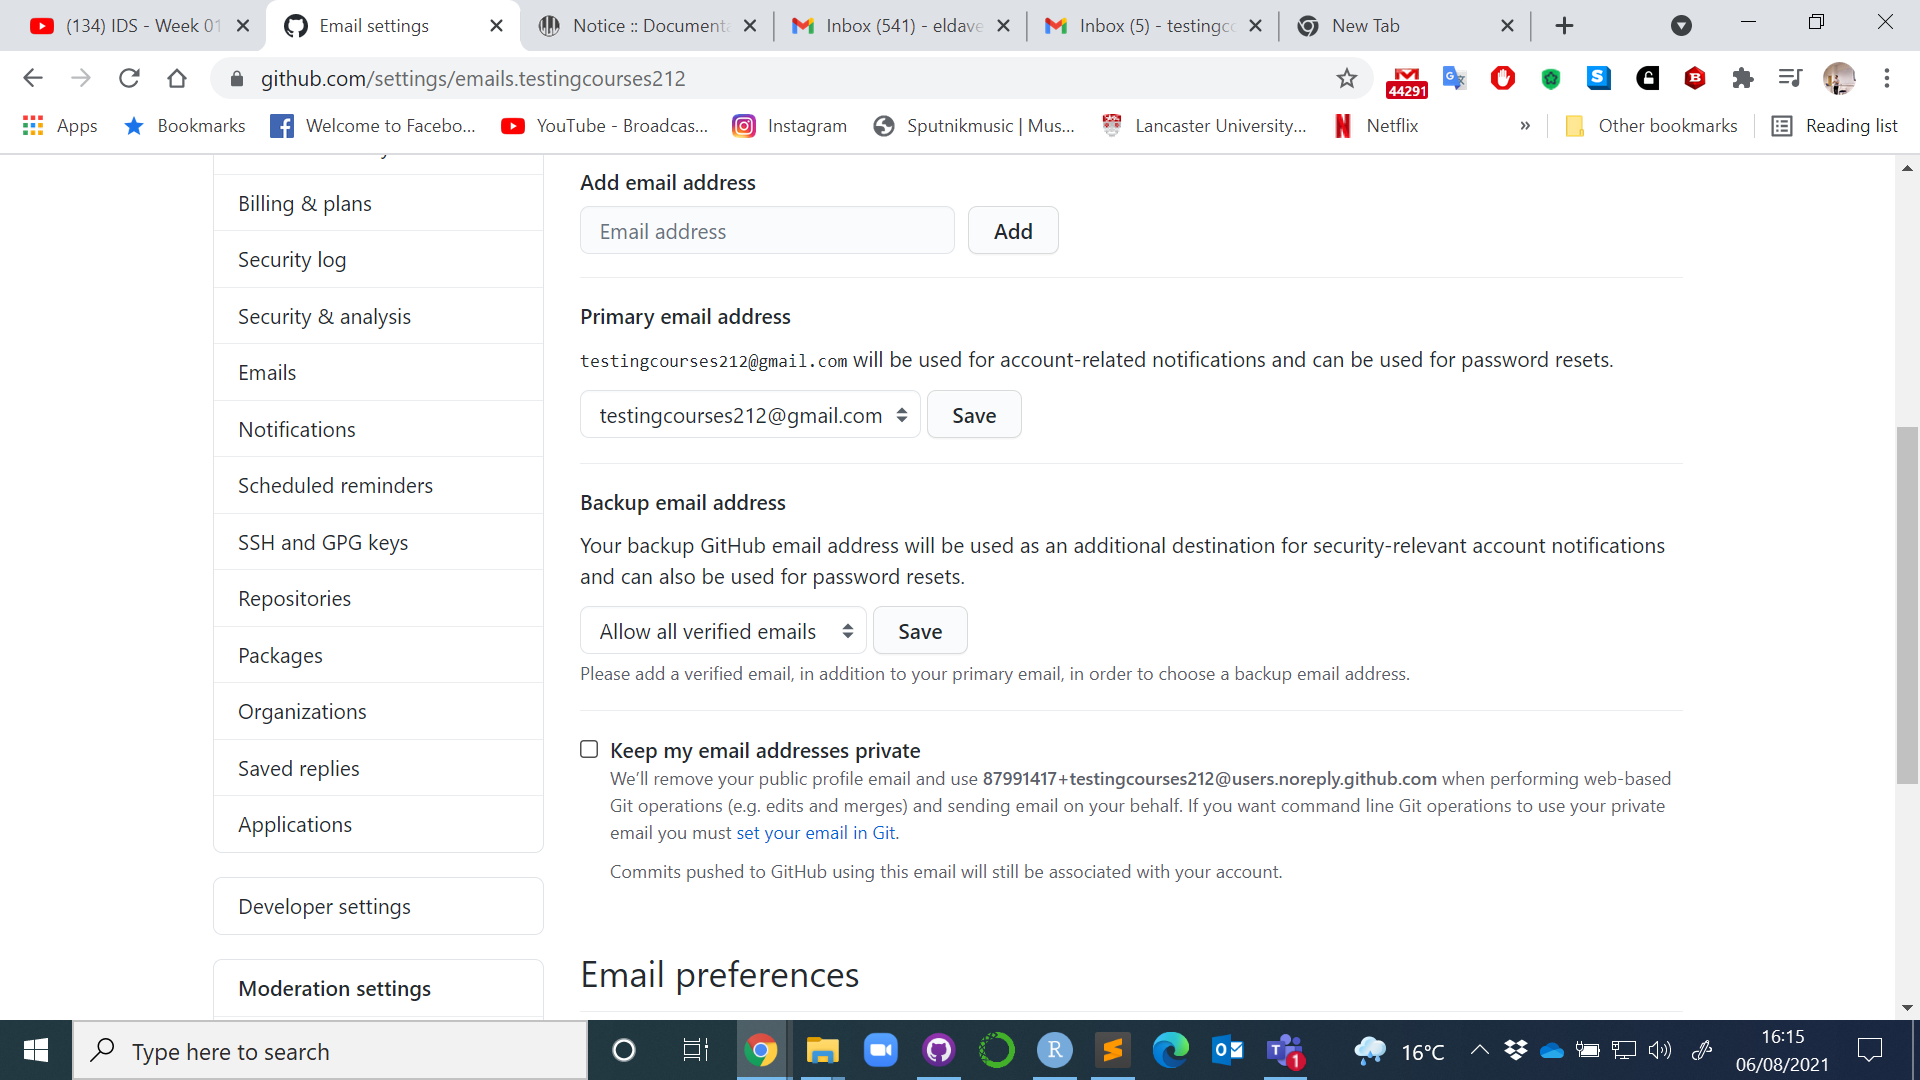 (134) IDS - Week 01
Email settings
Notice :: Documenta
Inbox (541) - eldave
Inbox (5) - testingco
New Tab
github.com/settings/emails.testingcourses212
44291
Apps
Bookmarks
Welcome to Facebo...
YouTube - Broadcas...
Instagram
Sputnikmusic | Mus...
Lancaster University...
Netflix
»
Other bookmarks
Reading list
Billing & plans
Security log
Security & analysis
Emails
Notifications
Scheduled reminders
SSH and GPG keys
Repositories
Packages
Organizations
Saved replies
Applications
Developer settings
Moderation settings
Add email address
Email address
Add
Primary email address
testingcourses212@gmail.com will be used for account-related notifications and can be used for password resets.
testingcourses212@gmail.com
Save
Backup email address
Your backup GitHub email address will be used as an additional destination for security-relevant account notifications
and can also be used for password resets.
Allow all verified emails
Save
Please add a verified email, in addition to your primary email, in order to choose a backup email address.
Keep my email addresses private
We’ll remove your public profile email and use 87991417+testingcourses212@users.noreply.github.com when performing web-based
Git operations (e.g. edits and merges) and sending email on your behalf. If you want command line Git operations to use your private
email you must set your email in Git.
Commits pushed to GitHub using this email will still be associated with your account.
Email preferences
Type here to search
1
16°C
16:15
06/08/2021